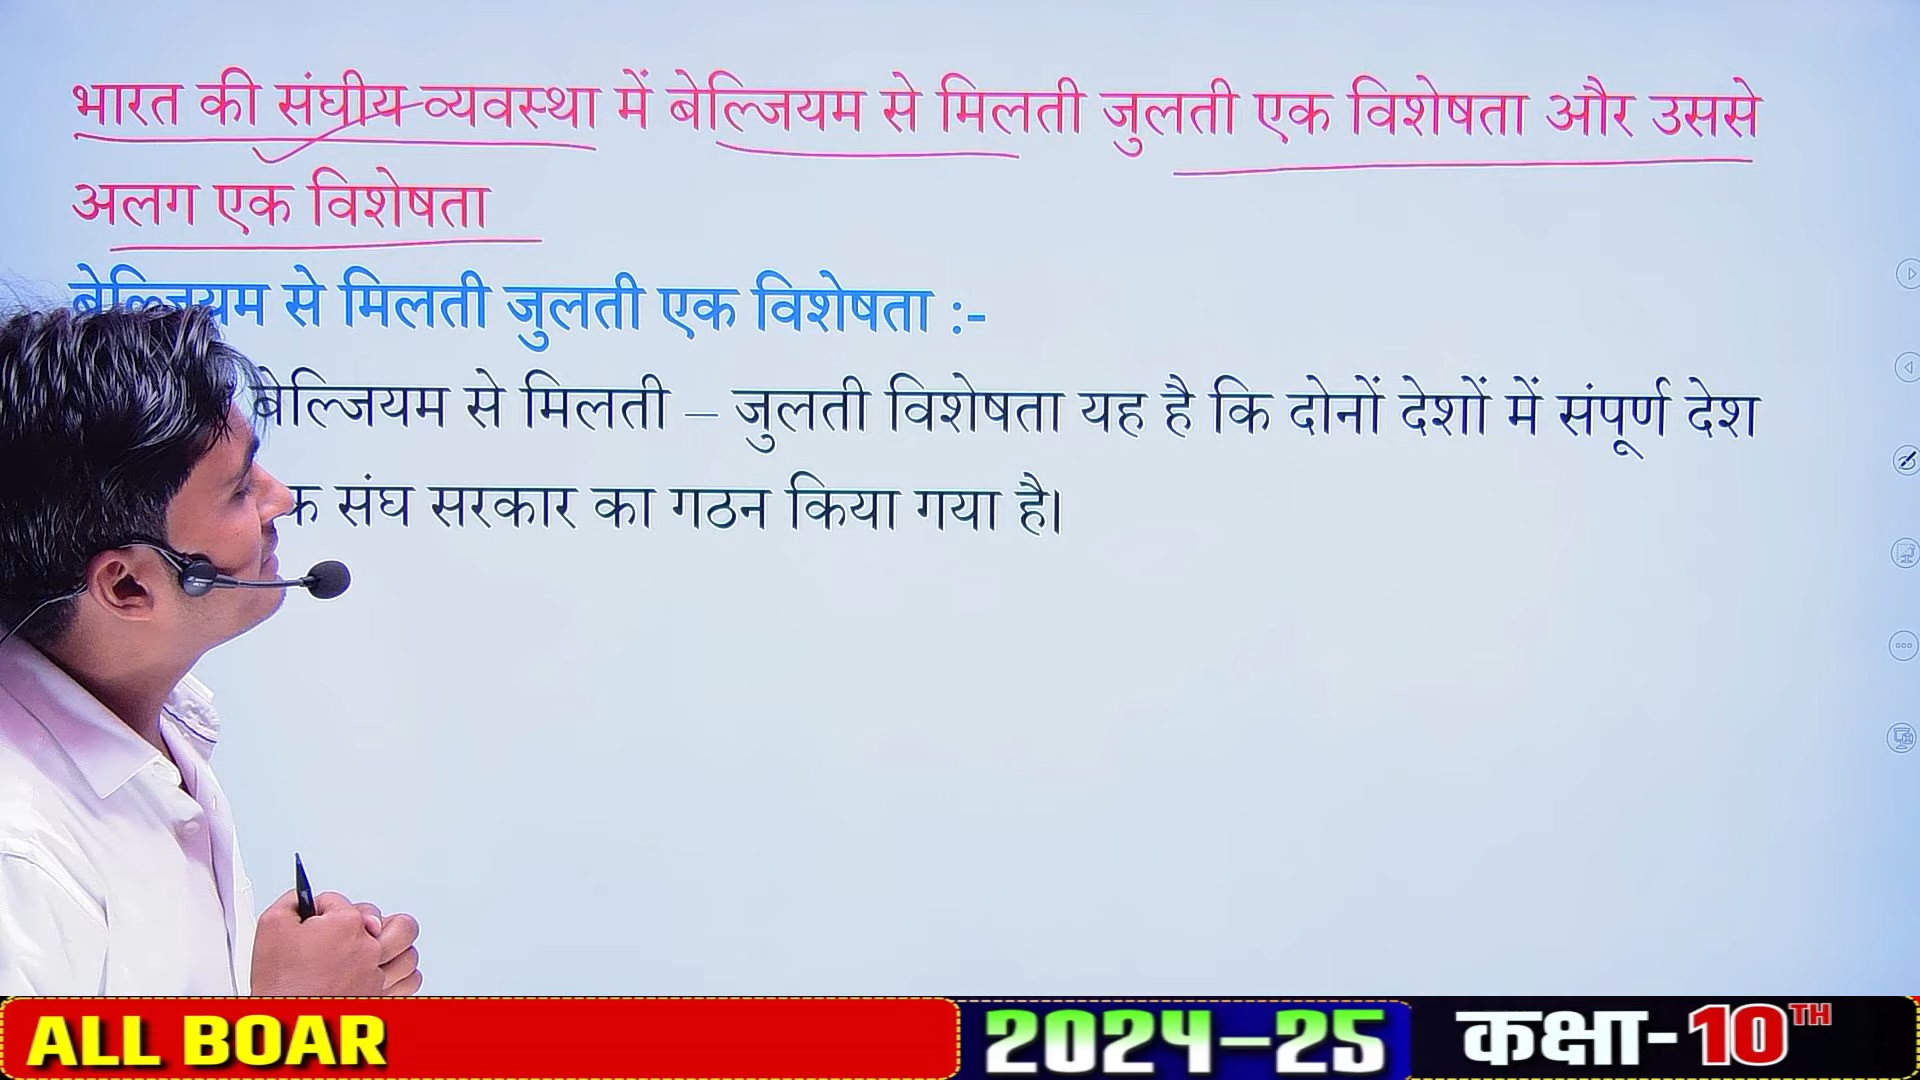 भारत की संघीय व्यवस्था में बेल्जियम से मिलती जुलती एक विशेषता और उससे
अलग एक विशेषता
बेल्जियम से मिलती जुलती एक विशेषता :-
बेल्जियम से मिलती – जुलती विशेषता यह है कि दोनों देशों में संपूर्ण देश
संघ सरकार का गठन किया गया है।
ALL BOAR
2024-25
कक्षा-10TH